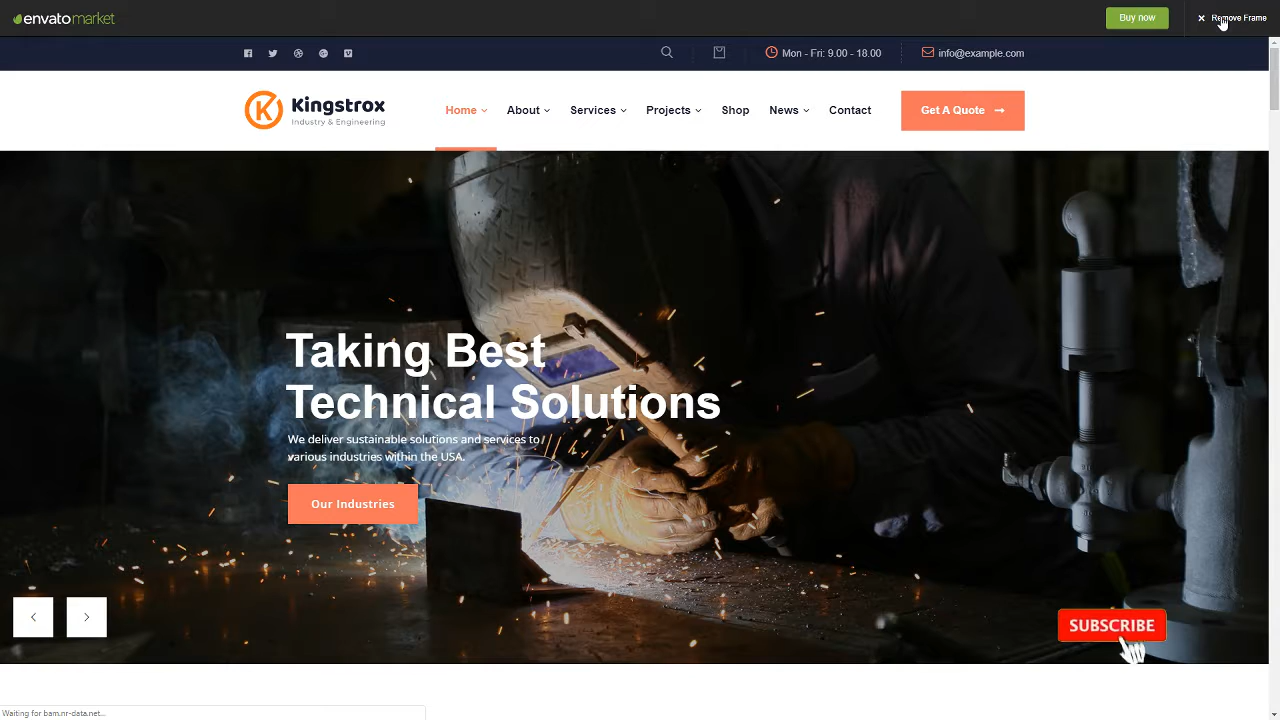 envatomarket
Buy now
Remove Frame
Mon - Fri: 9.00 - 18.00
info@example.com
Kingstrox
Industry & Engineering
Home
About
Services
Projects
Shop
News
Contact
Get A Quote
Taking Best
Technical Solutions
We deliver sustainable solutions and services to
various industries within the USA.
Our Industries
SUBSCRIBE
Waiting for bam.nr-data.net...